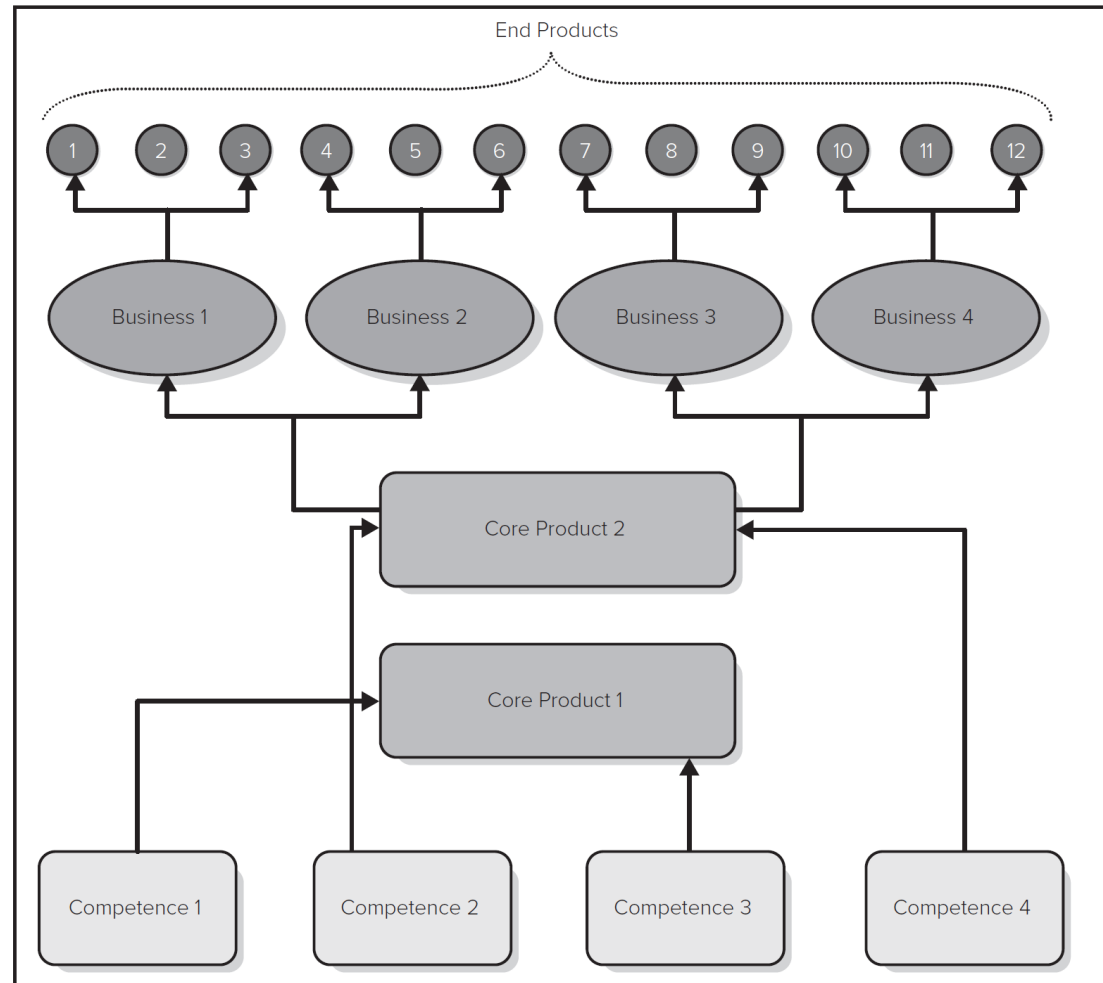 End Products
1 2 3 4 5 6 7 8 9 10 11 12
Business 1 Business 2 Business 3 Business 4
Core Product 2
Core Product 1
Competence 1 Competence 2 Competence 3 Competence 4